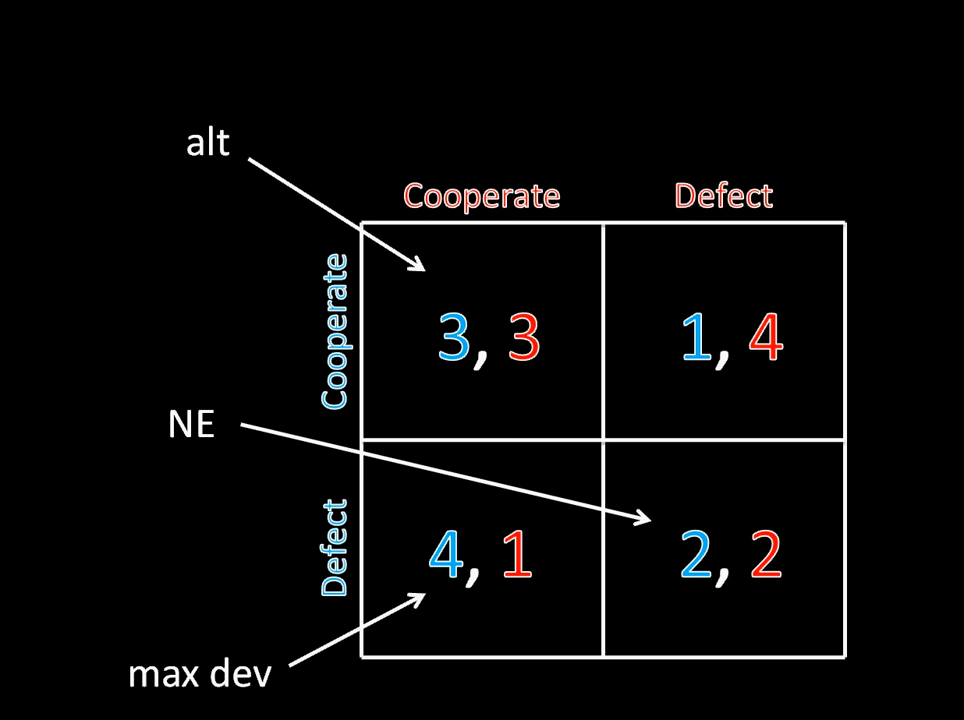 alt
Cooperate Defect
Cooperate
3, 3 1, 4
NE
Defect
4, 1 2, 2
max dev